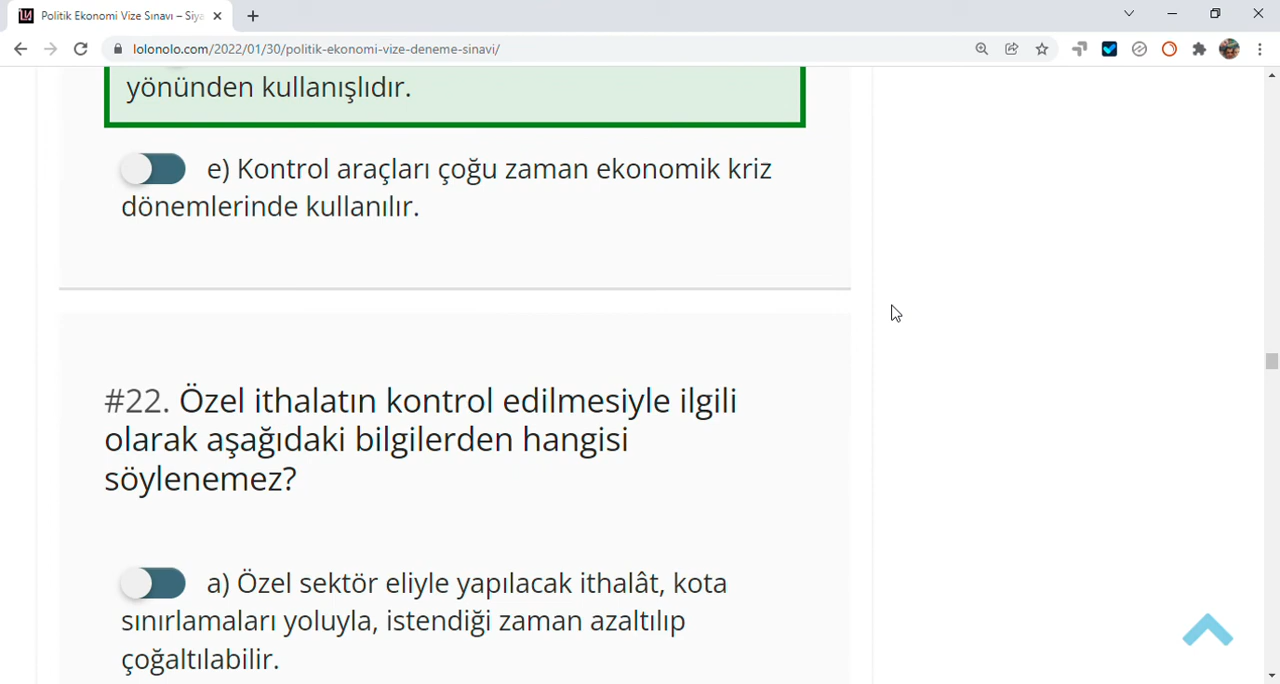 Politik Ekonomi Vize Sınavı – Siya
lolonolo.com/2022/01/30/politik-ekonomi-vize-deneme-sinavi/
yönünden kullanışlıdır.
e) Kontrol araçları çoğu zaman ekonomik kriz
dönemlerinde kullanılır.
#22. Özel ithalatın kontrol edilmesiyle ilgili
olarak aşağıdaki bilgilerden hangisi
söylenemez?
a) Özel sektör eliyle yapılacak ithalât, kota
sınırlamaları yoluyla, istendiği zaman azaltılıp
çoğaltılabilir.